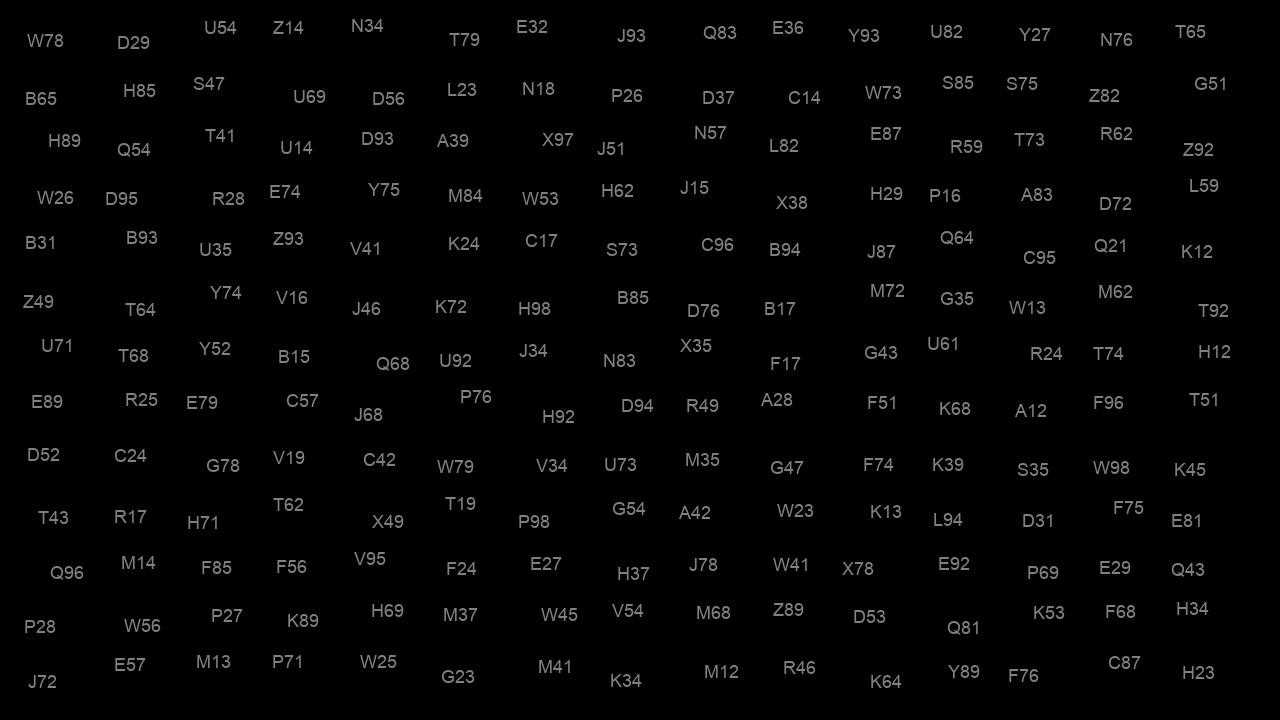 W78 D29 U54 Z14 N34 T79 E32 J93 Q83 E36 Y93 U82 Y27 N76 T65
B65 H85 S47 U69 D56 L23 N18 P26 D37 C14 W73 S85 S75 Z82 G51
H89 Q54 T41 U14 D93 A39 X97 J51 N57 L82 E87 R59 T73 R62 Z92
W26 D95 R28 E74 Y75 M84 W53 H62 J15 X38 H29 P16 A83 D72 L59
B31 B93 U35 Z93 V41 K24 C17 S73 C96 B94 J87 Q64 C95 Q21 K12
Z49 T64 Y74 V16 J46 K72 H98 B85 D76 B17 M72 G35 W13 M62 T92
U71 T68 Y52 B15 Q68 U92 J34 N83 X35 F17 G43 U61 R24 T74 H12
E89 R25 E79 C57 J68 P76 H92 D94 R49 A28 F51 K68 A12 F96 T51
D52 C24 G78 V19 C42 W79 V34 U73 M35 G47 F74 K39 S35 W98 K45
T43 R17 H71 T62 X49 T19 P98 G54 A42 W23 K13 L94 D31 F75 E81
Q96 M14 F85 F56 V95 F24 E27 H37 J78 W41 X78 E92 P69 E29 Q43
P28 W56 P27 K89 H69 M37 W45 V54 M68 Z89 D53 Q81 K53 F68 H34
J72 E57 M13 P71 W25 G23 M41 K34 M12 R46 K64 Y89 F76 C87 H23